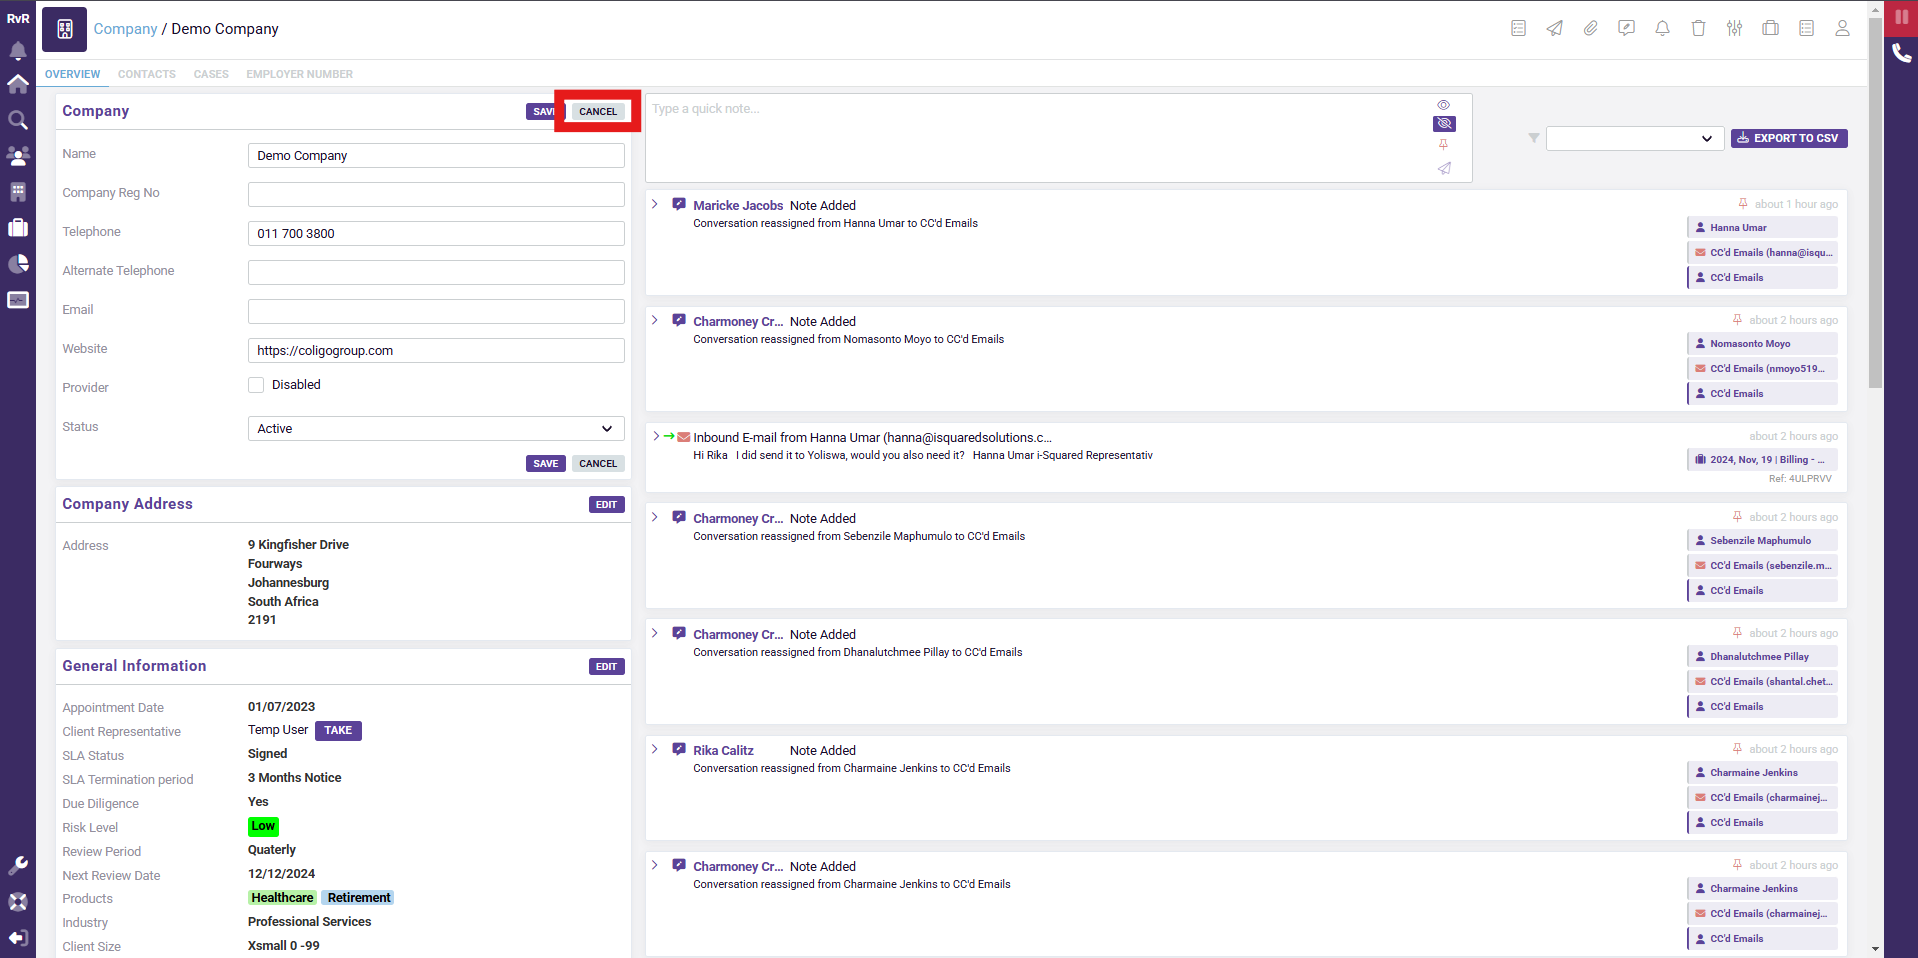 RvR
Company / Demo Company
OVERVIEW CONTACTS CASES EMPLOYER NUMBER
Company
SAVE CANCEL
Name
Demo Company
Company Reg No
Telephone
011 700 3800
Alternate Telephone
Email
Website
https://coligogroup.com
Provider
Disabled
Status
Active
SAVE CANCEL
Company Address
EDIT
Address
9 Kingfisher Drive
Fourways
Johannesburg
South Africa
2191
General Information
EDIT
Appointment Date 01/07/2023
Client Representative Temp User TAKE
SLA Status Signed
SLA Termination period 3 Months Notice
Due Diligence Yes
Risk Level Low
Review Period Quaterly
Next Review Date 12/12/2024
Products Healthcare Retirement
Industry Professional Services
Client Size Xsmall 0 -99
Type a quick note...
EXPORT TO CSV
Maricke Jacobs Note Added
about 1 hour ago
Conversation reassigned from Hanna Umar to CC'd Emails
Hanna Umar
CC'd Emails (hanna@isqu...
CC'd Emails
Charmoney Cr... Note Added
about 2 hours ago
Conversation reassigned from Nomasonto Moyo to CC'd Emails
Nomasonto Moyo
CC'd Emails (nmoyo519...
CC'd Emails
Inbound E-mail from Hanna Umar (hanna@isquaredsolutions.c...
about 2 hours ago
Hi Rika I did send it to Yoliswa, would you also need it? Hanna Umar i-Squared Representativ
2024, Nov, 19 | Billing - ...
Ref: 4ULPRVV
Charmoney Cr... Note Added
about 2 hours ago
Conversation reassigned from Sebenzile Maphumulo to CC'd Emails
Sebenzile Maphumulo
CC'd Emails (sebenzile.m...
CC'd Emails
Charmoney Cr... Note Added
about 2 hours ago
Conversation reassigned from Dhanalutchmee Pillay to CC'd Emails
Dhanalutchmee Pillay
CC'd Emails (shantal.chet...
CC'd Emails
Rika Calitz Note Added
about 2 hours ago
Conversation reassigned from Charmaine Jenkins to CC'd Emails
Charmaine Jenkins
CC'd Emails (charmainej...
CC'd Emails
Charmoney Cr... Note Added
about 2 hours ago
Conversation reassigned from Charmaine Jenkins to CC'd Emails
Charmaine Jenkins
CC'd Emails (charmainej...
CC'd Emails